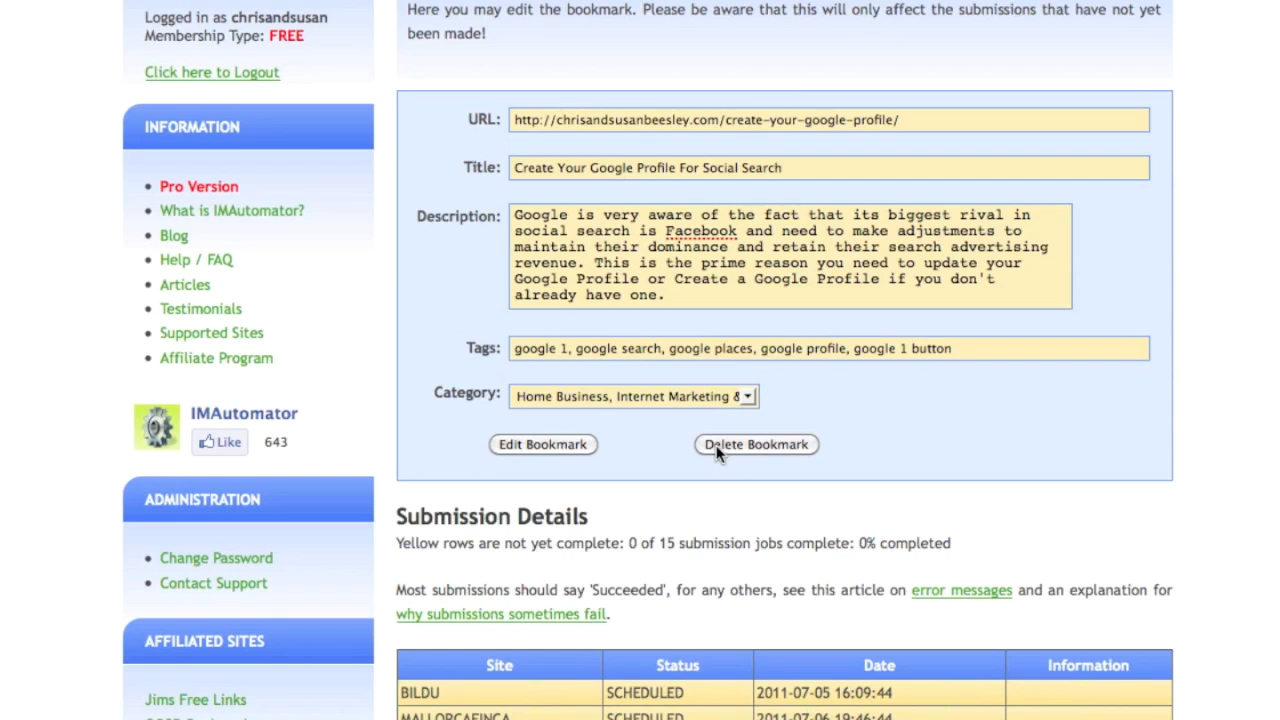 Logged in as chrisandsusan
Membership Type: FREE
Click here to Logout
INFORMATION
Pro Version
What is IMAutomator?
Blog
Help / FAQ
Articles
Testimonials
Supported Sites
Affiliate Program
IMAutomator
Like 643
ADMINISTRATION
Change Password
Contact Support
AFFILIATED SITES
Jims Free Links
Here you may edit the bookmark. Please be aware that this will only affect the submissions that have not yet
been made!
URL: http://chrisandsusanbeesley.com/create-your-google-profile/
Title: Create Your Google Profile For Social Search
Description: Google is very aware of the fact that its biggest rival in
social search is Facebook and need to make adjustments to
maintain their dominance and retain their search advertising
revenue. This is the prime reason you need to update your
Google Profile or Create a Google Profile if you don't
already have one.
Tags: google 1, google search, google places, google profile, google 1 button
Category: Home Business, Internet Marketing &
Edit Bookmark Delete Bookmark
Submission Details
Yellow rows are not yet complete: 0 of 15 submission jobs complete: 0% completed
Most submissions should say 'Succeeded', for any others, see this article on error messages and an explanation for
why submissions sometimes fail.
Site Status Date Information
BILDU SCHEDULED 2011-07-05 16:09:44
MALLORCAFINCA SCHEDULED 2011-07-06 19:46:44